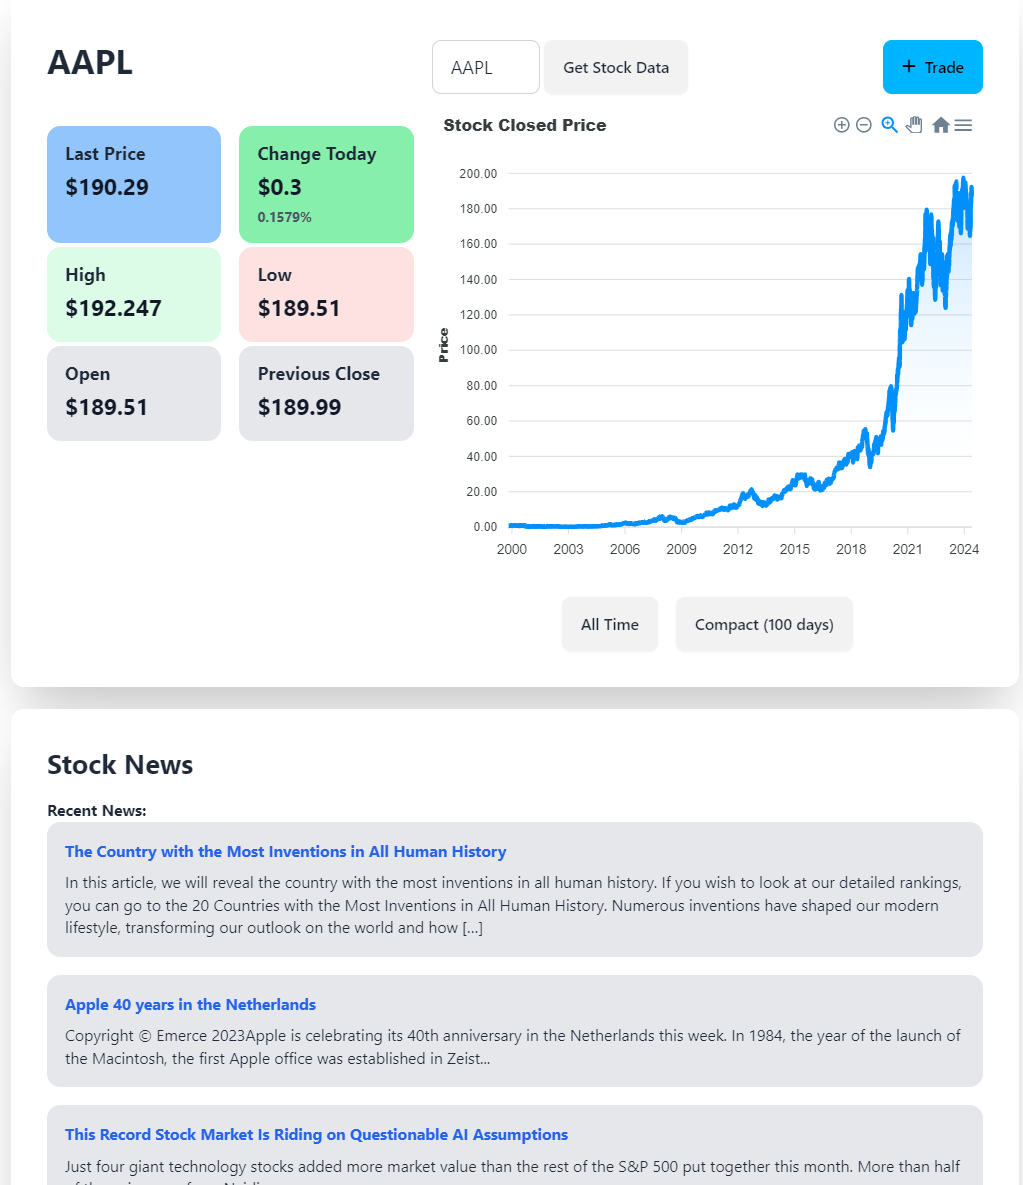 AAPL
AAPL
Get Stock Data
+ Trade
Last Price
$190.29
Change Today
$0.3
0.1579%
High
$192.247
Low
$189.51
Open
$189.51
Previous Close
$189.99
Stock Closed Price
Price
200.00
180.00
160.00
140.00
120.00
100.00
80.00
60.00
40.00
20.00
0.00
2000 2003 2006 2009 2012 2015 2018 2021 2024
All Time
Compact (100 days)
Stock News
Recent News:
The Country with the Most Inventions in All Human History
In this article, we will reveal the country with the most inventions in all human history. If you wish to look at our detailed rankings,
you can go to the 20 Countries with the Most Inventions in All Human History. Numerous inventions have shaped our modern
lifestyle, transforming our outlook on the world and how [...]
Apple 40 years in the Netherlands
Copyright © Emerce 2023Apple is celebrating its 40th anniversary in the Netherlands this week. In 1984, the year of the launch of
the Macintosh, the first Apple office was established in Zeist...
This Record Stock Market Is Riding on Questionable AI Assumptions
Just four giant technology stocks added more market value than the rest of the S&P 500 put together this month. More than half